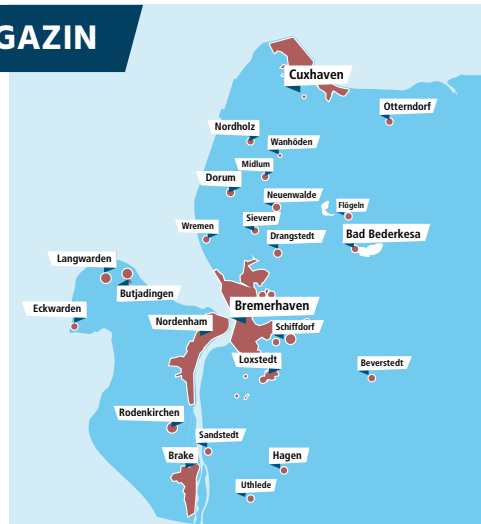 GAZIN
Cuxhaven
Otterndorf
Nordholz
Wanhöden
Midlum
Dorum
Neuenwalde
Flögeln
Sievern
Wremen
Drangstedt
Bad Bederkesa
Langwarden
Butjadingen
Eckwarden
Bremerhaven
Nordenham
Schiffdorf
Loxstedt
Beverstedt
Rodenkirchen
Sandstedt
Brake
Hagen
Uthlede